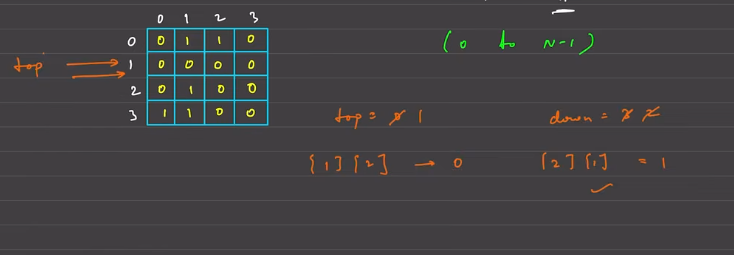 0 1 2 3
0 0 1 1 0
(0 to N-1)
top 1 0 0 0 0
2 0 1 0 0
3 1 1 0 0
top = 0 1 down = 3 2
[1][2] → 0 [2][1] = 1